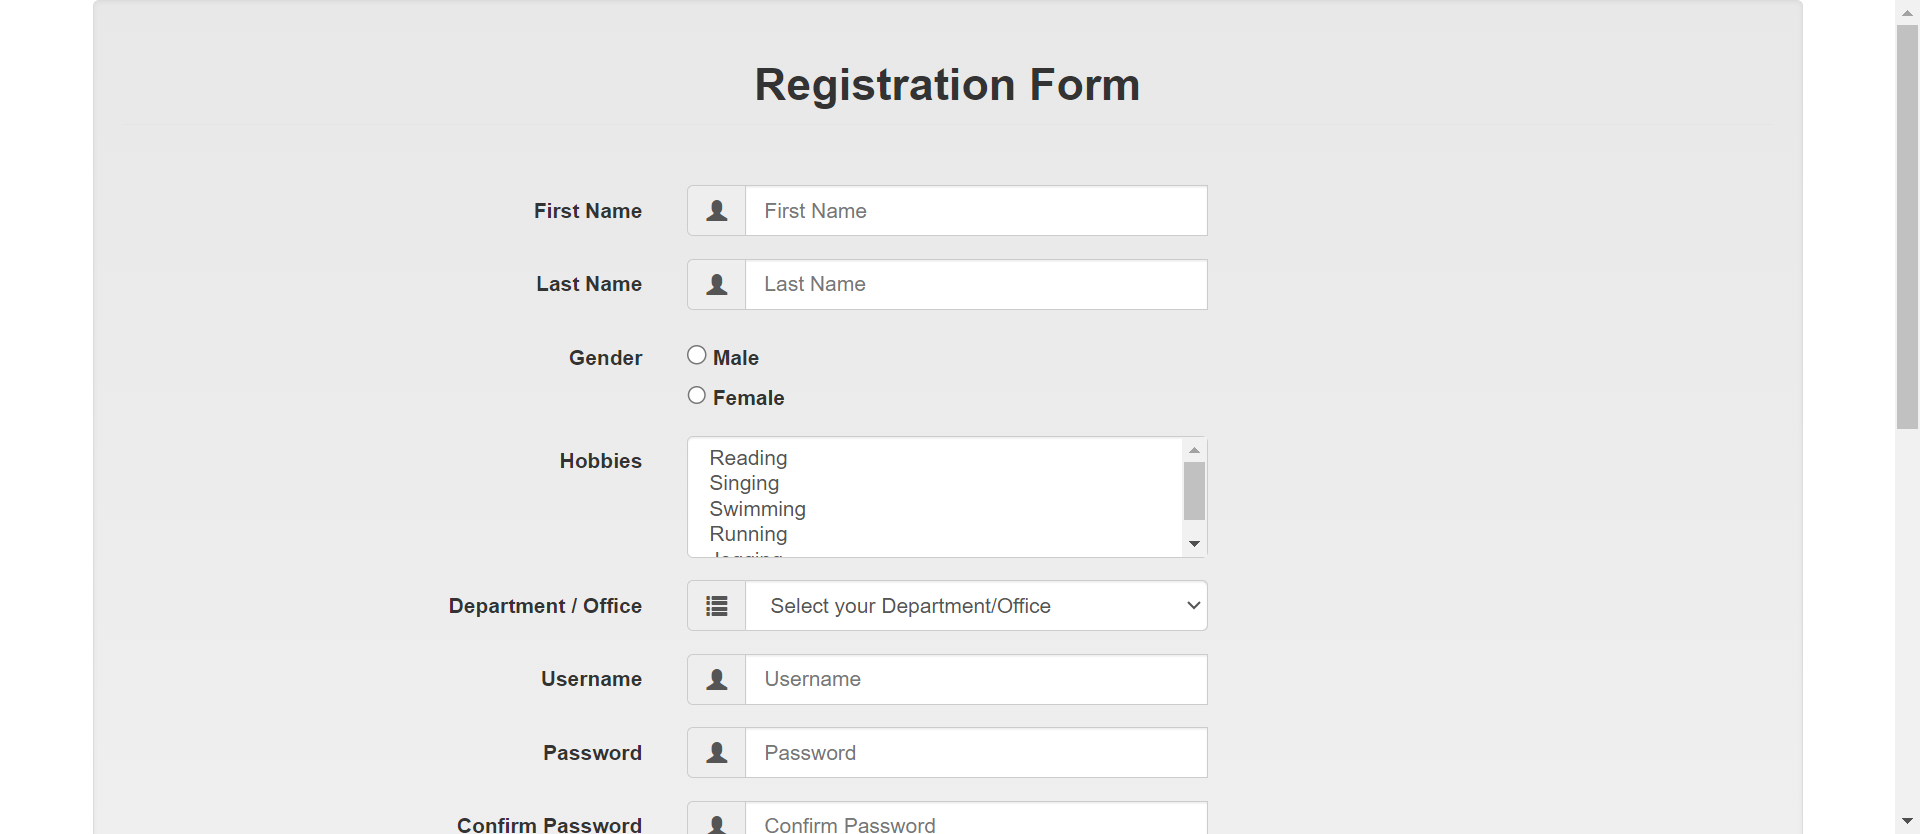 Registration Form
First Name First Name
Last Name Last Name
Gender Male
Female
Hobbies Reading
Singing
Swimming
Running
Jogging
Department / Office Select your Department/Office
Username Username
Password Password
Confirm Password Confirm Password